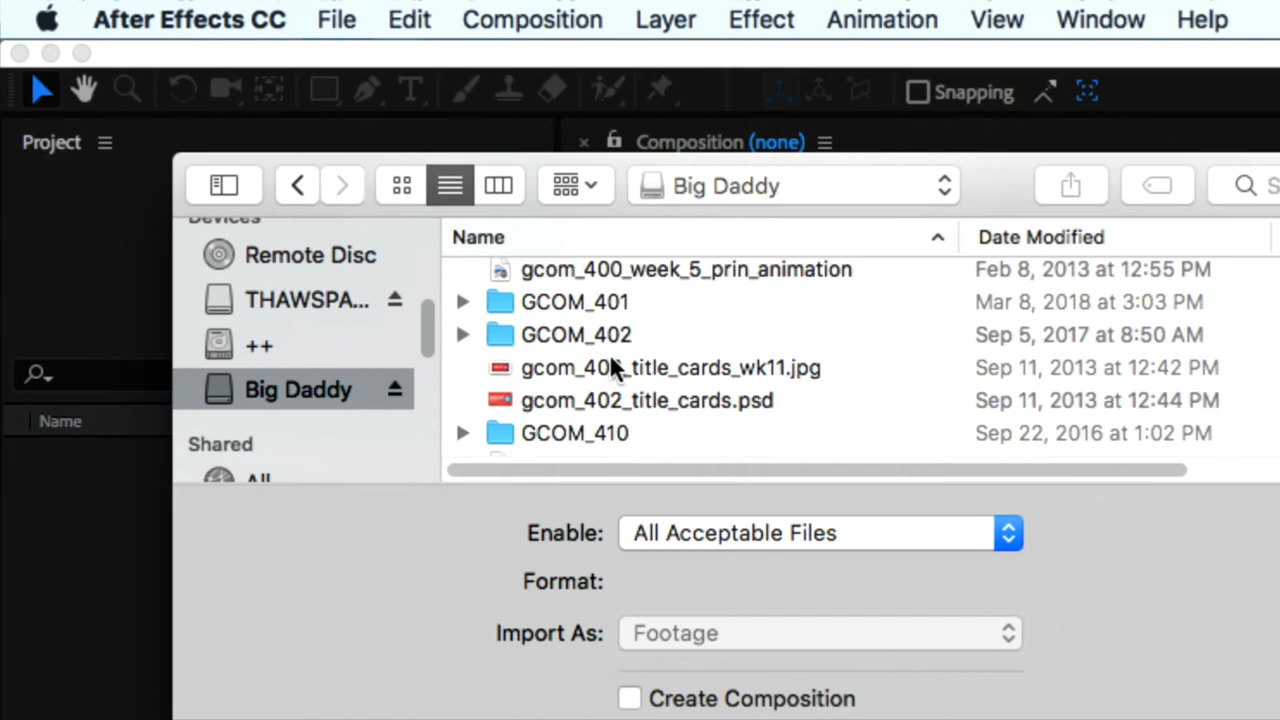 After Effects CC File Edit Composition Layer Effect Animation View Window Help
Snapping
Project
Composition (none)
Big Daddy
Devices
Name Date Modified
Remote Disc
gcom_400_week_5_prin_animation Feb 8, 2013 at 12:55 PM
THAWSPA...
GCOM_401 Mar 8, 2018 at 3:03 PM
++
GCOM_402 Sep 5, 2017 at 8:50 AM
_title_cards_wk11.jpg Sep 11, 2013 at 12:42 PM
Big Daddy
gcom_402_title_cards.psd Sep 11, 2013 at 12:44 PM
Name
GCOM_410 Sep 22, 2016 at 1:02 PM
Shared
All
Enable: All Acceptable Files
Format:
Import As: Footage
Create Composition